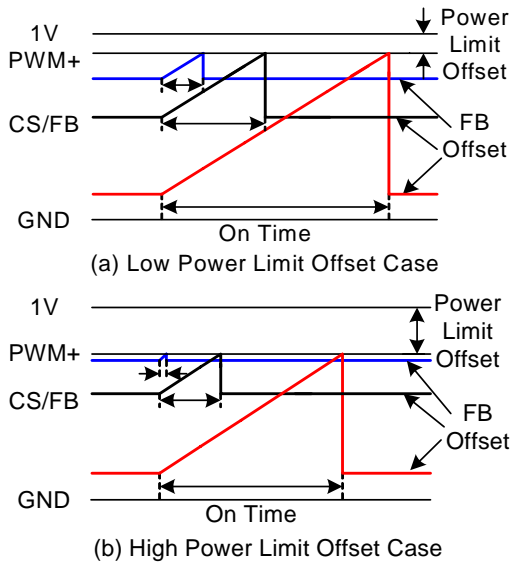 1V
Power
Limit
Offset
PWM+
CS/FB
FB
Offset
GND
On Time
(a) Low Power Limit Offset Case
1V
Power
Limit
Offset
PWM+
CS/FB
FB
Offset
GND
On Time
(b) High Power Limit Offset Case